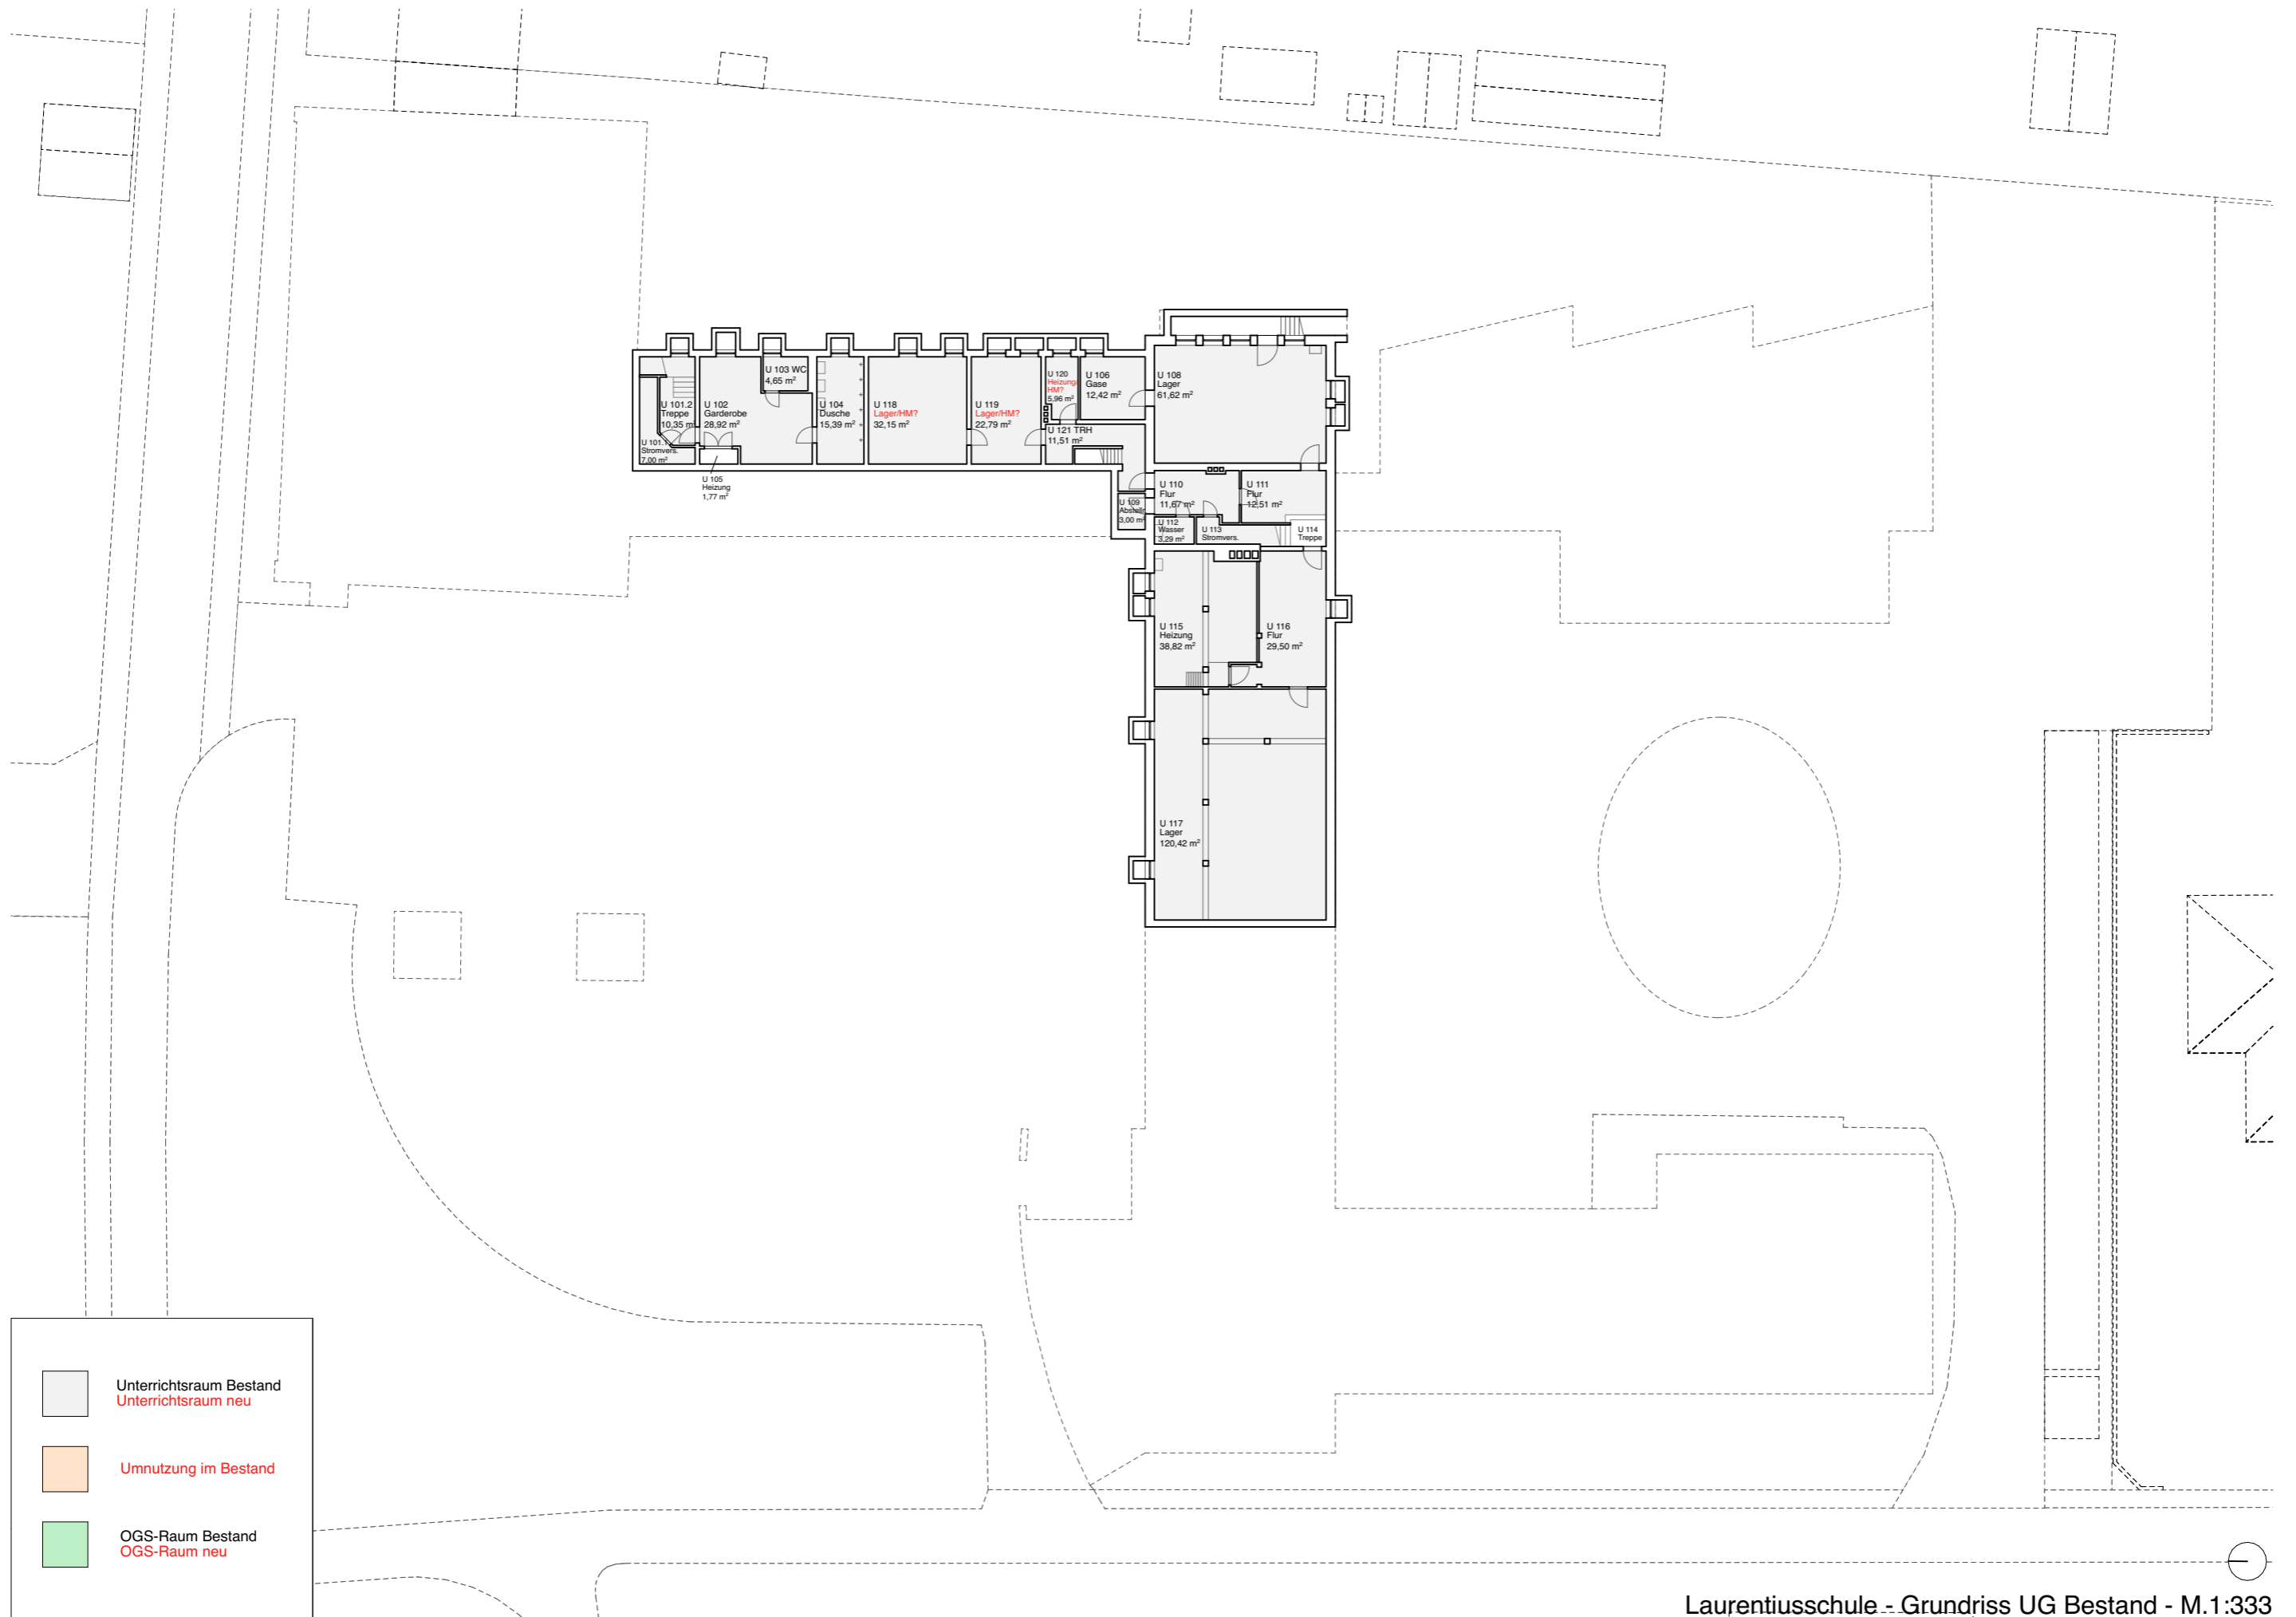 U 101.2
Treppe
10,35 m
U 101.
Stromvers.
7,00 m²
U 102
Garderobe
28,92 m²
U 103 WC
4,65 m²
U 105
Heizung
1,77 m²
U 104
Dusche
15,39 m²
U 118
Lager/HM?
32,15 m²
U 119
Lager/HM?
22,79 m²
U 120
Heizung/
HM?
5,96 m²
U 106
Gase
12,42 m²
U 121 TRH
11,51 m²
U 108
Lager
61,62 m²
U 109
Abstellr.
3,00 m²
U 110
Flur
11,67 m²
U 111
Flur
12,51 m²
U 112
Wasser
3,29 m²
U 113
Stromvers.
U 114
Treppe
U 115
Heizung
38,82 m²
U 116
Flur
29,50 m²
U 117
Lager
120,42 m²
Unterrichtsraum Bestand
Unterrichtsraum neu
Umnutzung im Bestand
OGS-Raum Bestand
OGS-Raum neu
Laurentiusschule - Grundriss UG Bestand - M.1:333